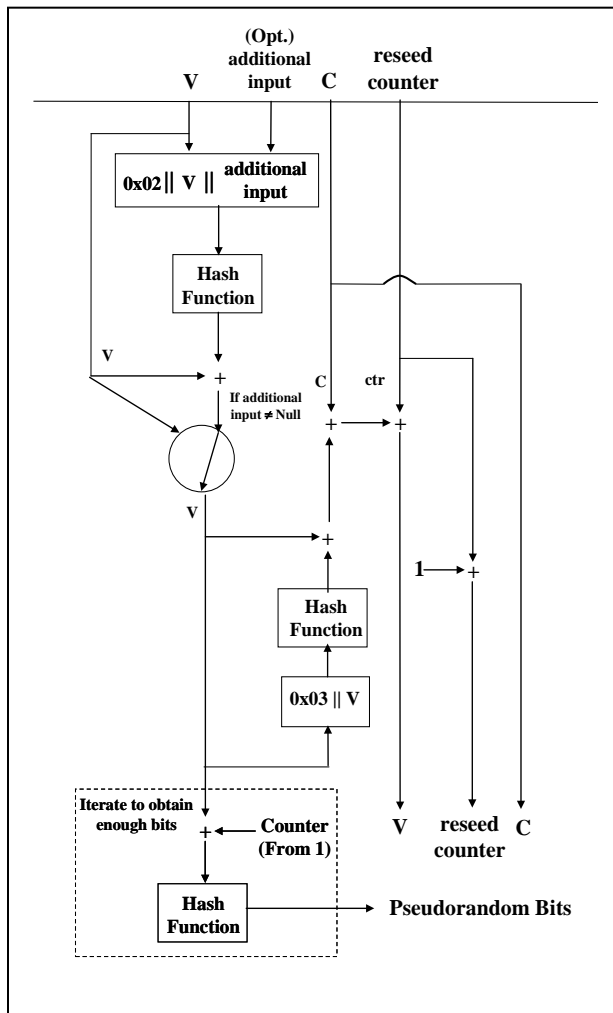 (Opt.)
additional
input
V
C
reseed
counter
0x02 || V || additional
input
Hash
Function
V
+
If additional
input ≠ Null
C
ctr
+
+
V
+
1
+
Hash
Function
0x03 || V
Iterate to obtain
enough bits
+
Counter
(From 1)
V
reseed
counter
C
Hash
Function
Pseudorandom Bits